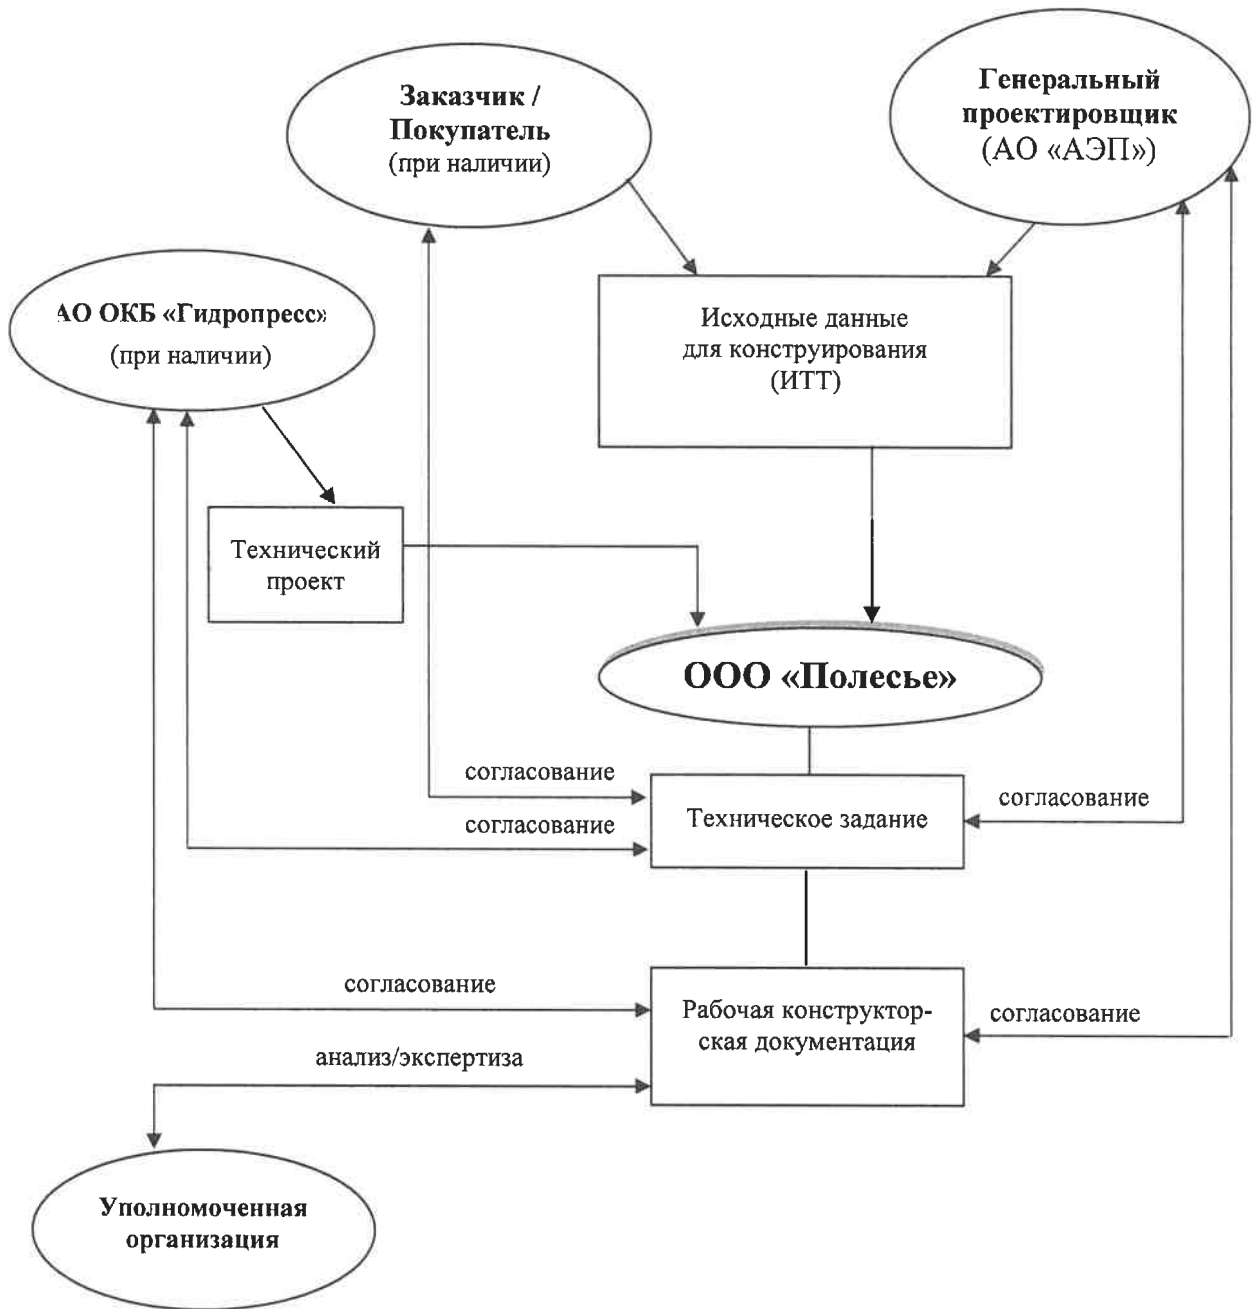 Заказчик /
Покупатель
(при наличии)
Генеральный
проектировщик
(АО «АЭП»)
АО ОКБ «Гидропресс»
(при наличии)
Исходные данные
для конструирования
(ИТТ)
Технический
проект
ООО «Полесье»
согласование
согласование
Техническое задание
согласование
согласование
Рабочая конструктор-
ская документация
согласование
анализ/экспертиза
Уполномоченная
организация